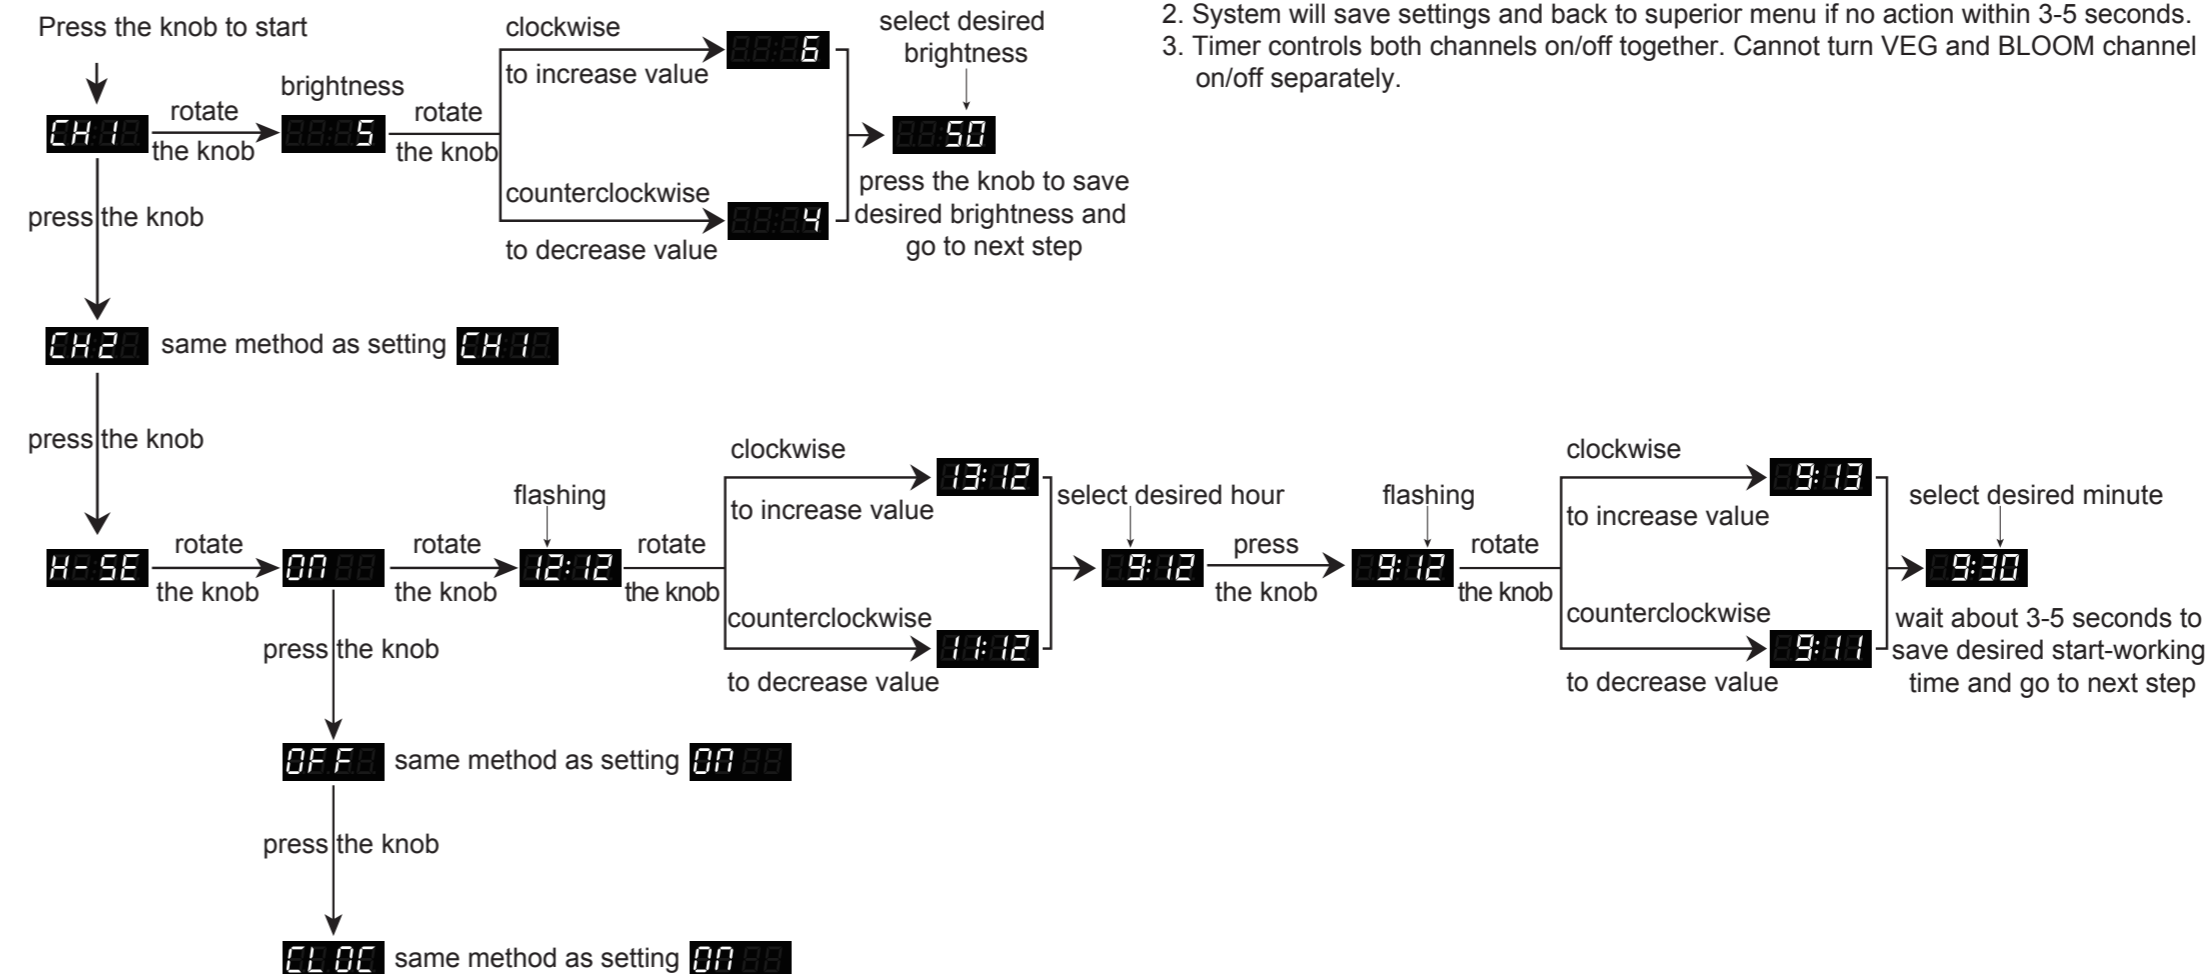 Press the knob to start
clockwise
select desired
brightness
2. System will save settings and back to superior menu if no action within 3-5 seconds.
3. Timer controls both channels on/off together. Cannot turn VEG and BLOOM channel
on/off separately.
6
to increase value
brightness
CH1
rotate
the knob
5
rotate
the knob
50
counterclockwise
4
to decrease value
press the knob to save
desired brightness and
go to next step
press the knob
CH2
same method as setting
CH1
press the knob
H-SE
rotate
the knob
ON
rotate
the knob
flashing
12:12
rotate
the knob
clockwise
13:12
to increase value
counterclockwise
11:12
to decrease value
select desired hour
9:12
press
the knob
flashing
9:12
rotate
the knob
clockwise
9:13
to increase value
counterclockwise
9:11
to decrease value
select desired minute
9:30
wait about 3-5 seconds to
save desired start-working
time and go to next step
press the knob
OFF
same method as setting
ON
press the knob
CLOC
same method as setting
ON